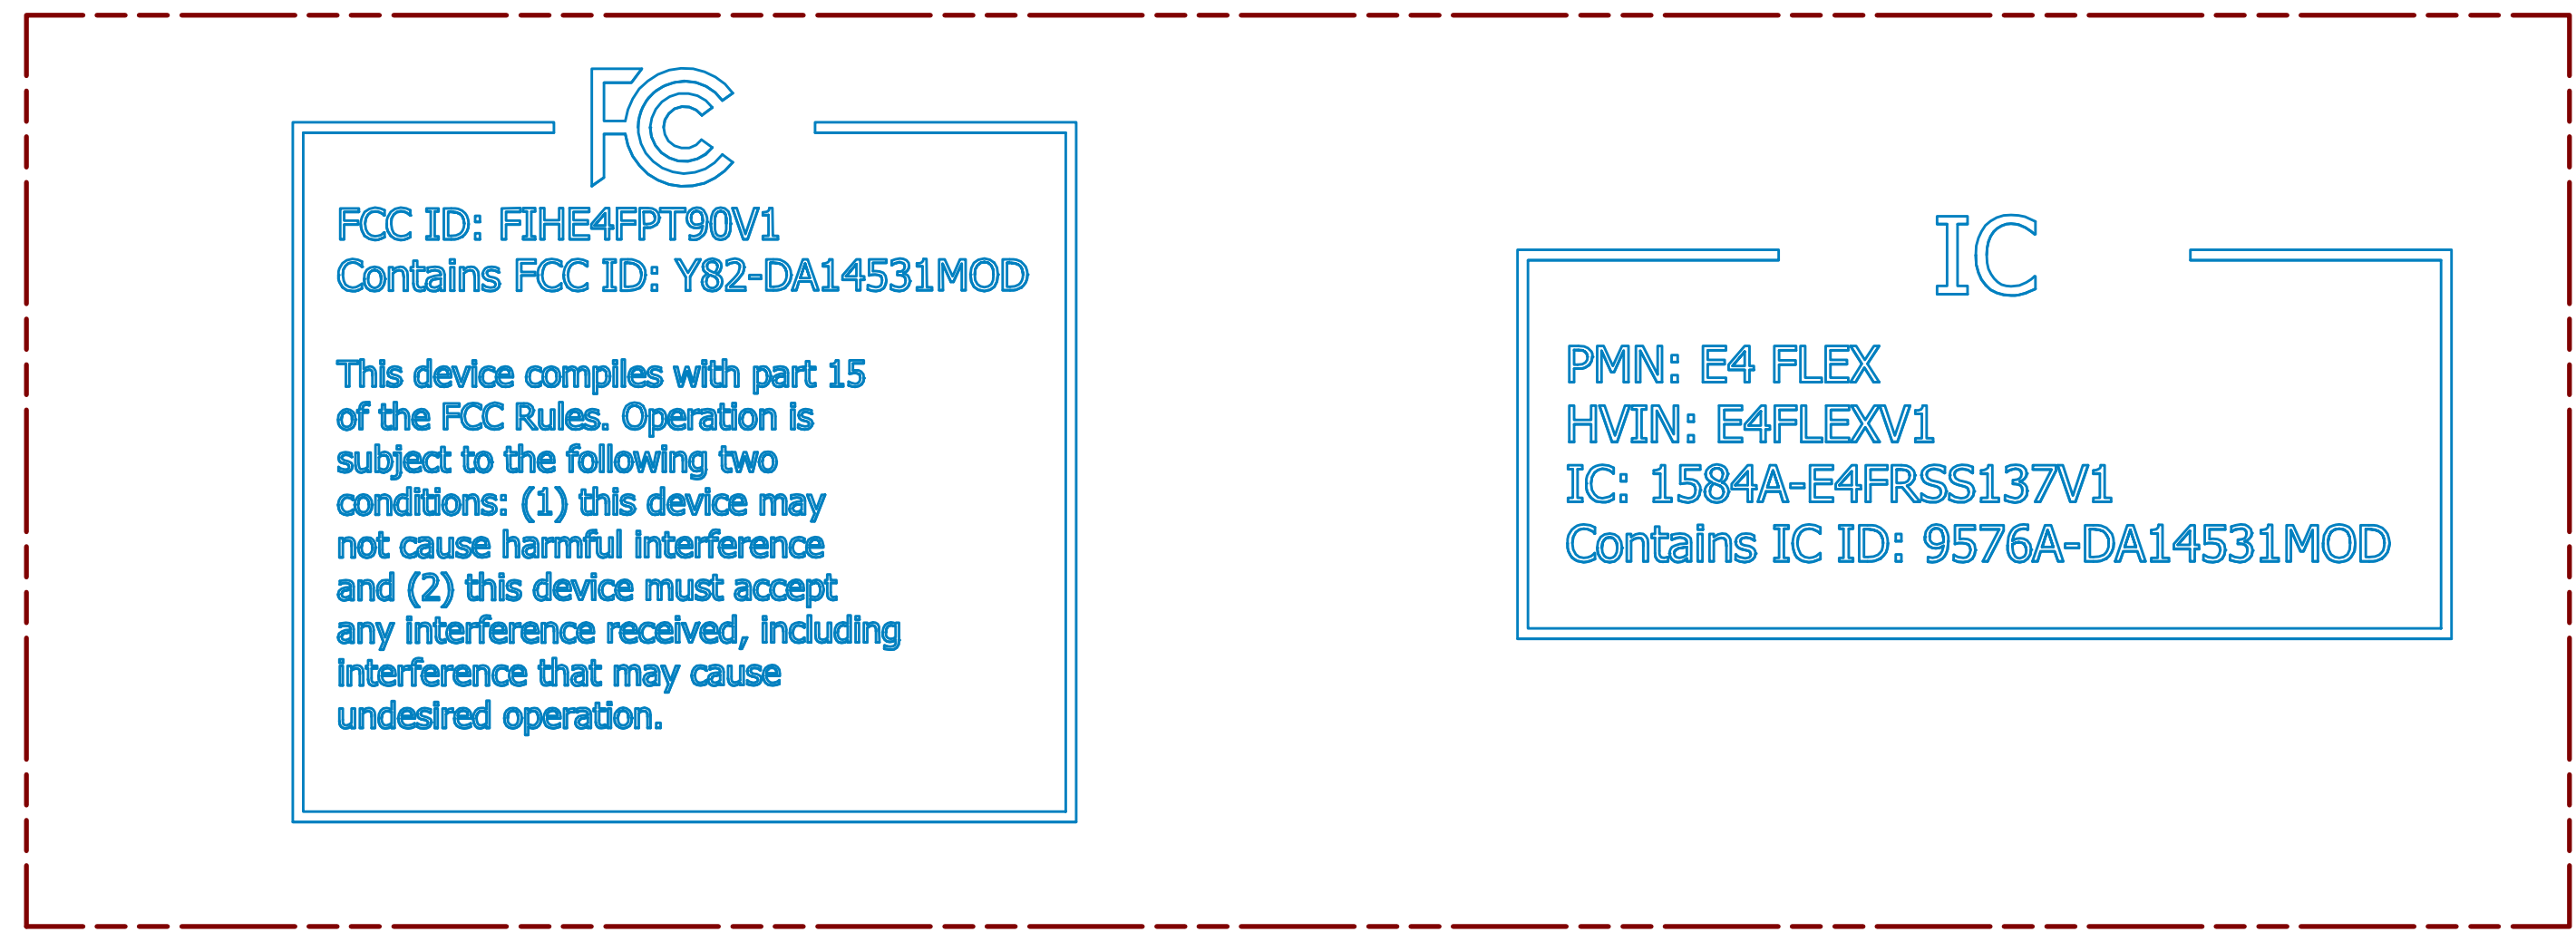 FC
FCC ID: FIHE4FPT90V1
Contains FCC ID: Y82-DA14531MOD
This device compiles with part 15
of the FCC Rules. Operation is
subject to the following two
conditions: (1) this device may
not cause harmful interference
and (2) this device must accept
any interference received, including
interference that may cause
undesired operation.
IC
PMN: E4 FLEX
HVIN: E4FLEXV1
IC: 1584A-E4FRSS137V1
Contains IC ID: 9576A-DA14531MOD